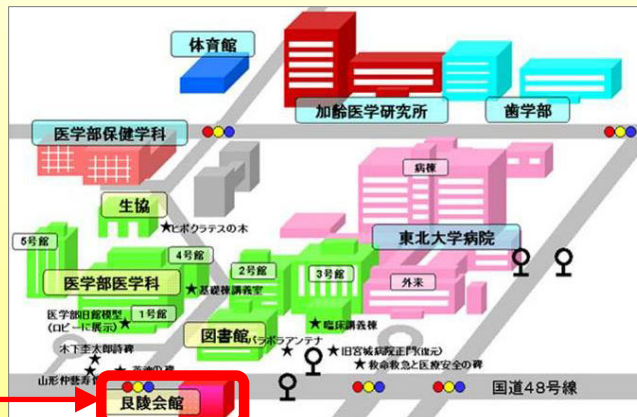 体育館
加齢医学研究所
歯学部
医学部保健学科
病棟
生協
★ヒポクラテスの木
東北大学病院
5号館
4号館
2号館
3号館
外来
医学部医学科
★基礎棟講義室
医学部旧館模型
(ロビーに展示)★
1号館
図書館
★臨床講義棟
パラボラアンテナ
★
★旧宮城病院正門(復元)
木下杢太郎詩碑
★
★救命救急と医療安全の碑
山形仲藝寿
の碑
国道48号線
艮陵会館